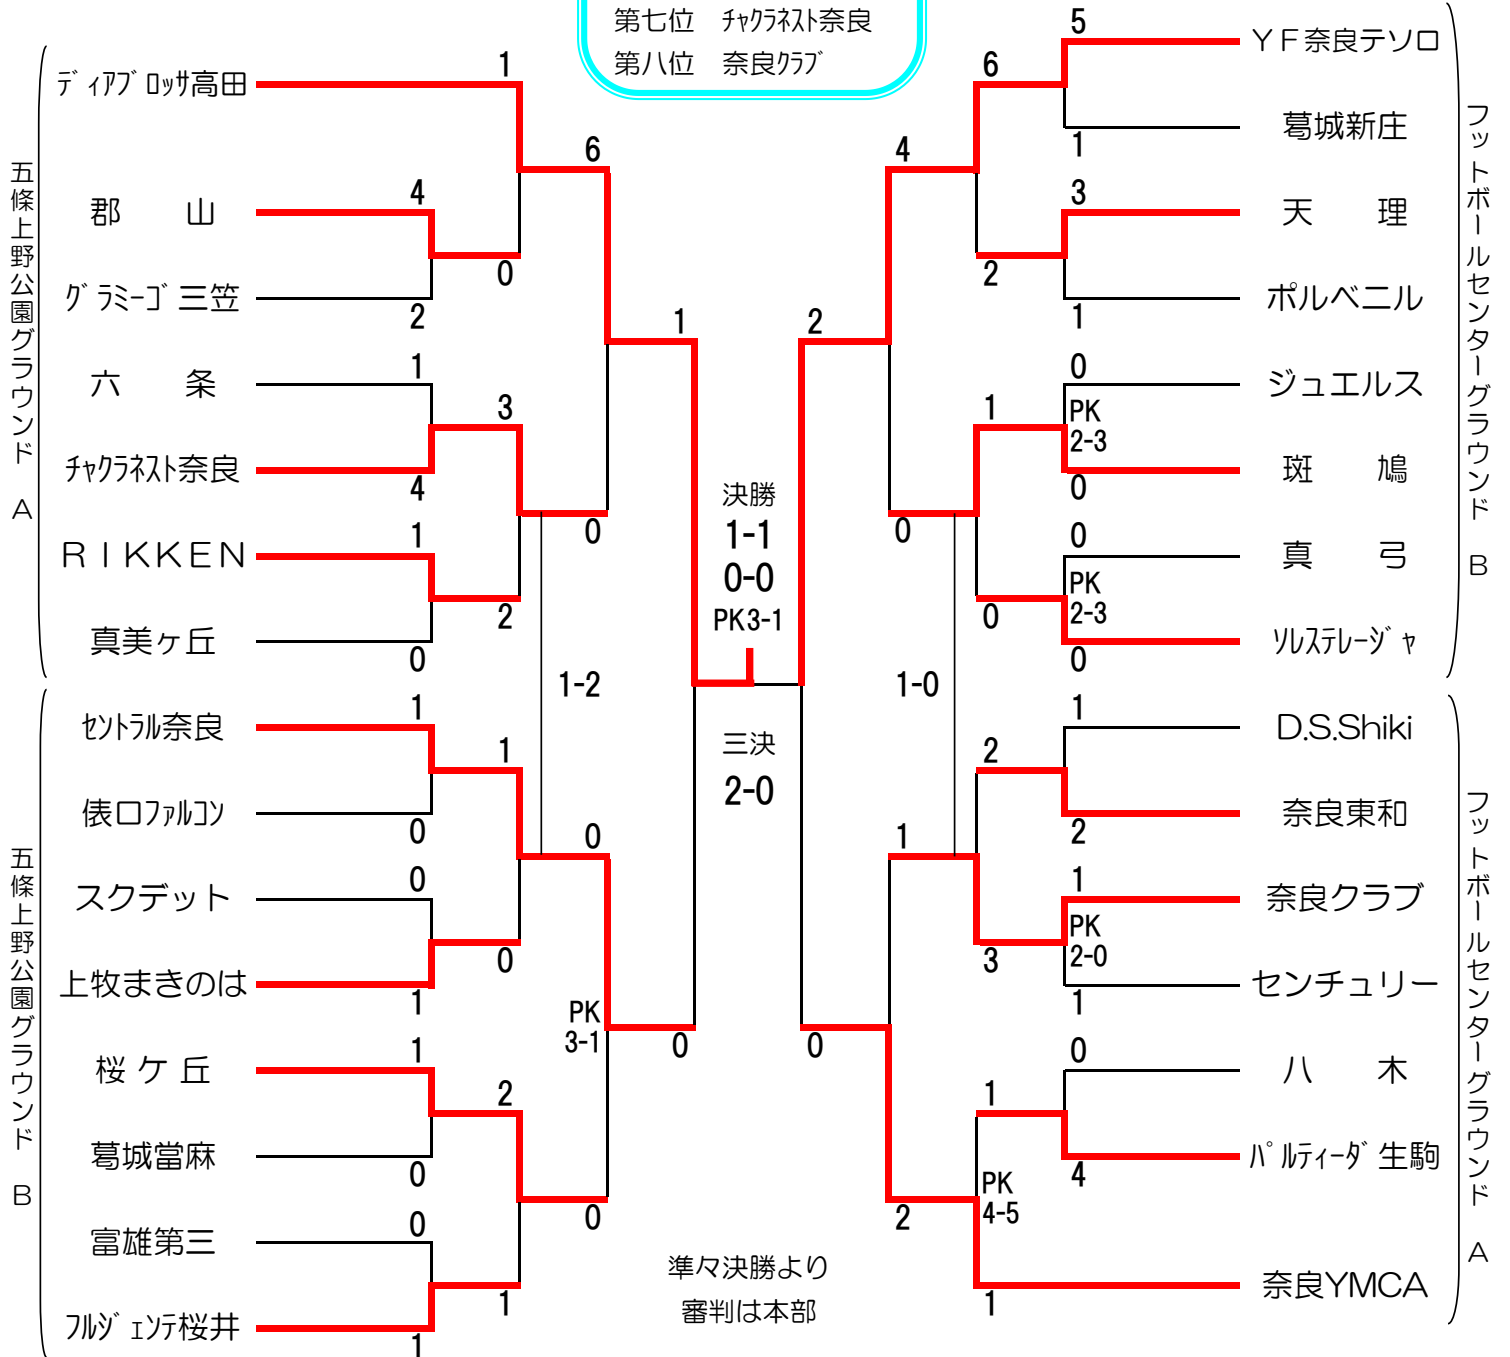 第七位　チャクラネスト奈良
第八位　奈良クラブ
五條上野公園グラウンド　A
ディアブロッサ高田
1
6
郡　山
4
0
グラミーゴ三笠
2
1
六　条
1
3
チャクラネスト奈良
4
0
RIKKEN
1
2
真美ヶ丘
0
1-2
五條上野公園グラウンド　B
セントラル奈良
1
1
俵口ファルコン
0
0
スクデット
0
0
上牧まきのは
1
PK
3-1
0
桜ケ丘
1
2
葛城當麻
0
0
富雄第三
0
1
フルジェンテ桜井
1
決勝
1-1
0-0
PK3-1
三決
2-0
準々決勝より
審判は本部
フットボールセンターグラウンド　B
5
YF奈良テソロ
6
4
葛城新庄
1
3
天　理
2
ポルベニル
1
2
0
ジュエルス
1
PK
2-3
斑　鳩
0
0
0
真　弓
PK
2-3
0
ソレステレージャ
0
1-0
フットボールセンターグラウンド　A
1
D.S.Shiki
2
奈良東和
2
1
1
奈良クラブ
PK
2-0
3
センチュリー
1
0
0
八　木
1
パルティーダ生駒
4
PK
4-5
2
奈良YMCA
1